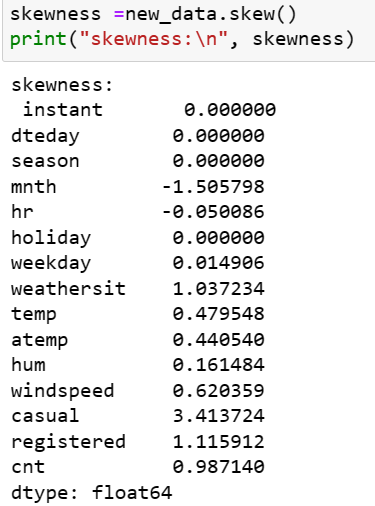 skewness =new_data.skew()
print("skewness:\n", skewness)
skewness:
 instant       0.000000
dteday        0.000000
season        0.000000
mnth         -1.505798
hr           -0.050086
holiday       0.000000
weekday       0.014906
weathersit    1.037234
temp          0.479548
atemp         0.440540
hum           0.161484
windspeed     0.620359
casual        3.413724
registered    1.115912
cnt           0.987140
dtype: float64